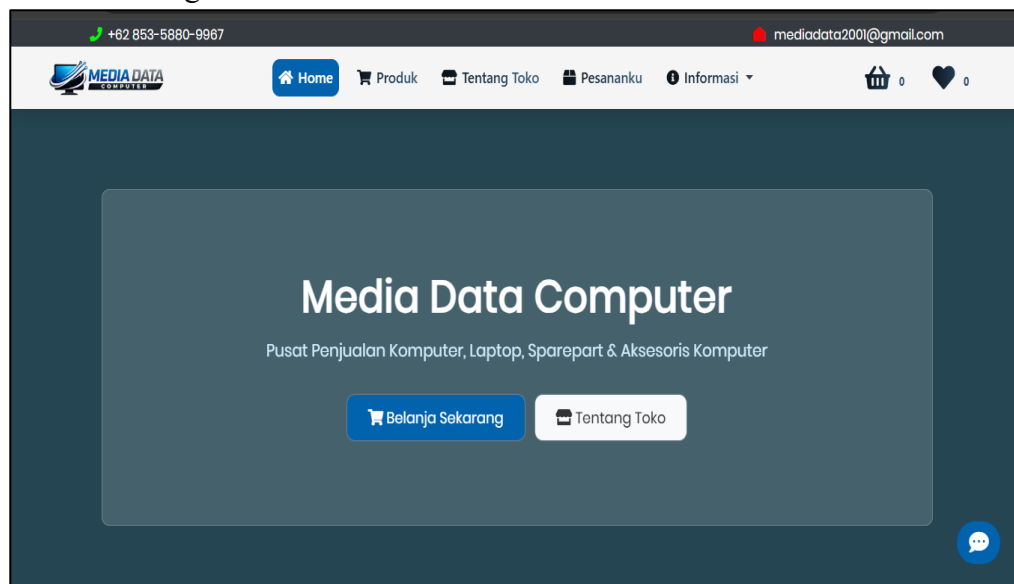 +62 853-5880-9967 mediadata2001@gmail.com
MEDIA DATA
COMPUTER
Home Produk Tentang Toko Pesananku Informasi 0 0
Media Data Computer
Pusat Penjualan Komputer, Laptop, Sparepart & Aksesoris Komputer
Belanja Sekarang Tentang Toko